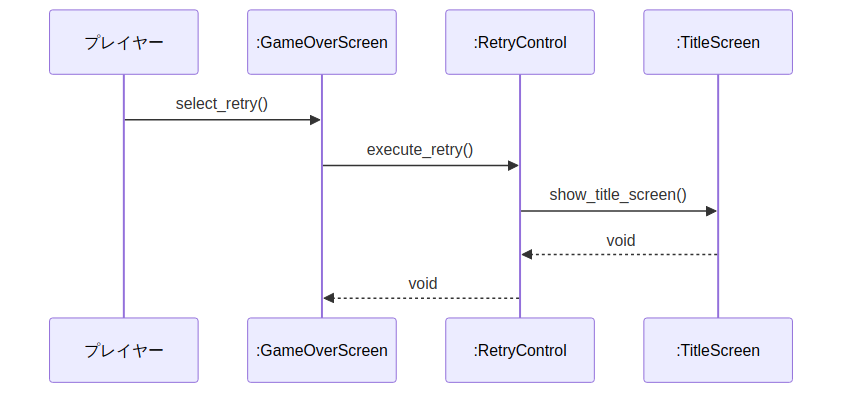 プレイヤー
:GameOverScreen
:RetryControl
:TitleScreen
select_retry()
execute_retry()
show_title_screen()
void
void
プレイヤー
:GameOverScreen
:RetryControl
:TitleScreen